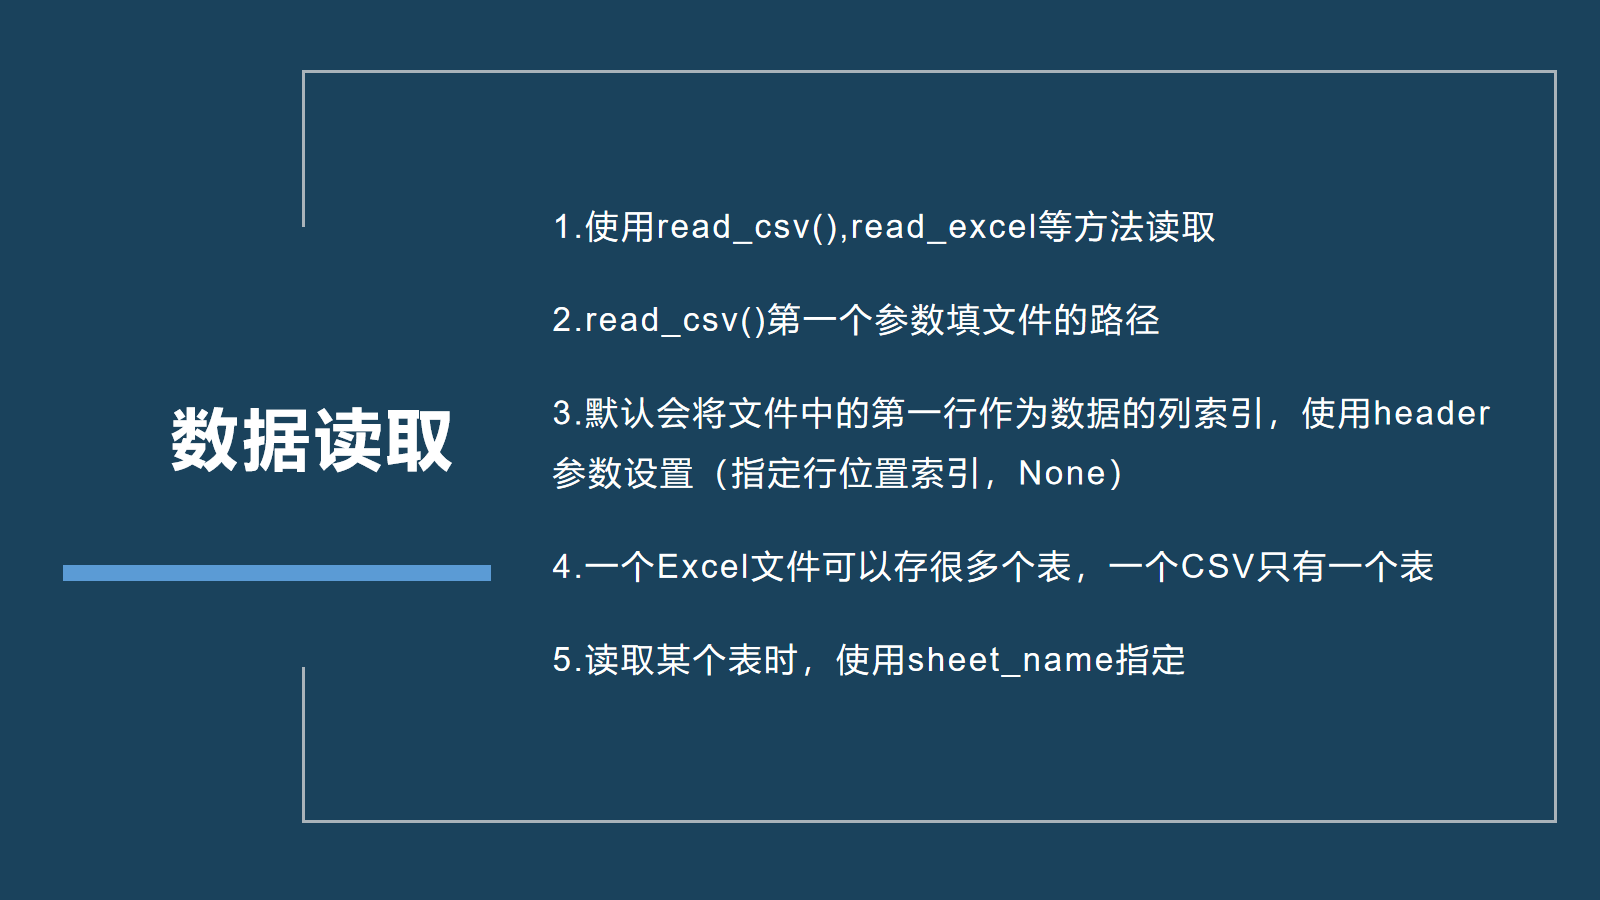 数据读取
1.使用read_csv(),read_excel等方法读取
2.read_csv()第一个参数填文件的路径
3.默认会将文件中的第一行作为数据的列索引，使用header
参数设置（指定行位置索引，None）
4.一个Excel文件可以存很多个表，一个CSV只有一个表
5.读取某个表时，使用sheet_name指定